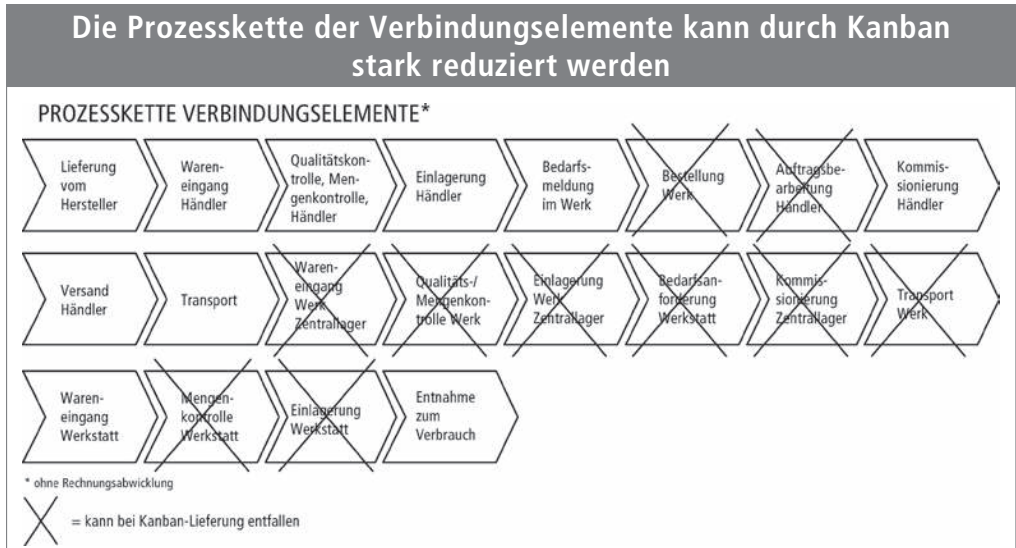 Die Prozesskette der Verbindungselemente kann durch Kanban
stark reduziert werden
PROZESSKETTE VERBINDUNGSELEMENTE*
Lieferung
vom
Hersteller
Waren-
eingang
Händler
Qualitätskon-
trolle, Men-
genkontrolle,
Händler
Einlagerung
Händler
Bedarfs-
meldung
im Werk
Bestellung
Werk
Auftragsbe-
arbeitung
Händler
Kommis-
sionierung
Händler
Versand
Händler
Transport
Waren-
eingang
Werk
Zentrallager
Qualitäts-/
Mengenkon-
trolle Werk
Einlagerung
Werk
Zentrallager
Bedarfsan-
forderung
Werkstatt
Kommis-
sionierung
Zentrallager
Transport
Werk
Waren-
eingang
Werkstatt
Mengen-
kontrolle
Werkstatt
Einlagerung
Werkstatt
Entnahme
zum
Verbrauch
* ohne Rechnungsabwicklung
= kann bei Kanban-Lieferung entfallen